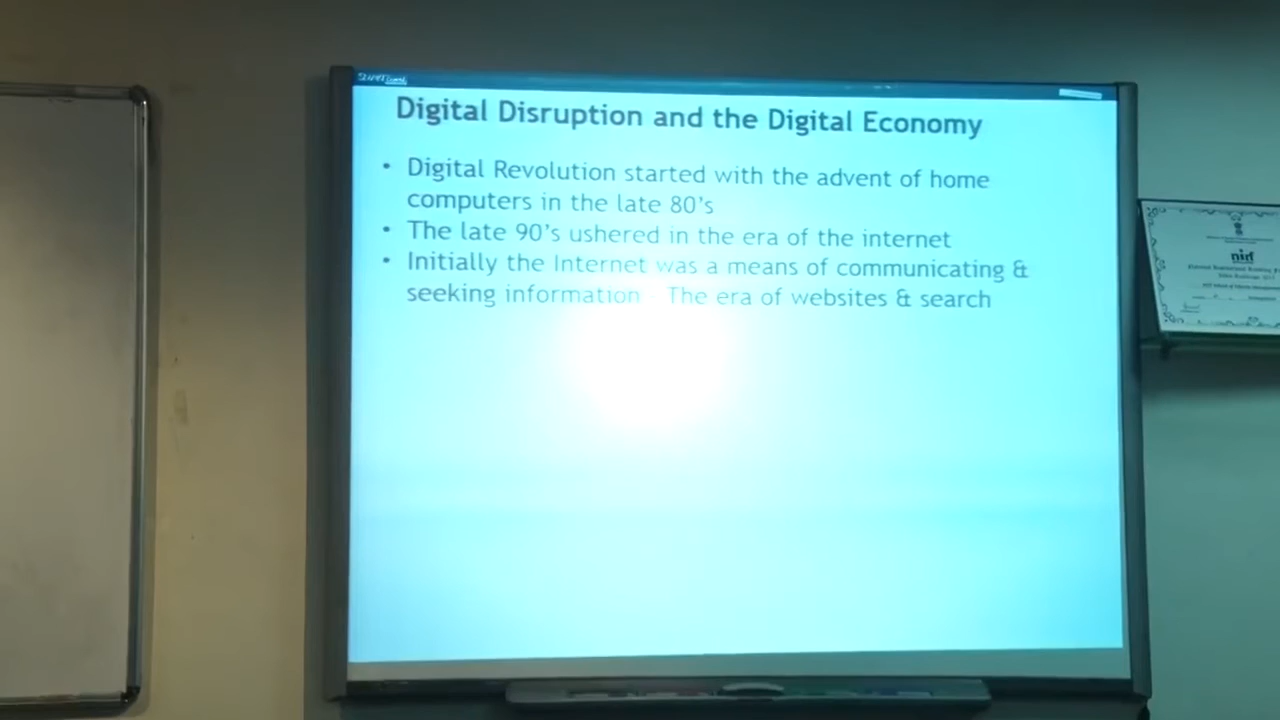 Digital Disruption and the Digital Economy
• Digital Revolution started with the advent of home
computers in the late 80's
• The late 90's ushered in the era of the internet
• Initially the Internet was a means of communicating &
seeking information - The era of websites & search
nirf